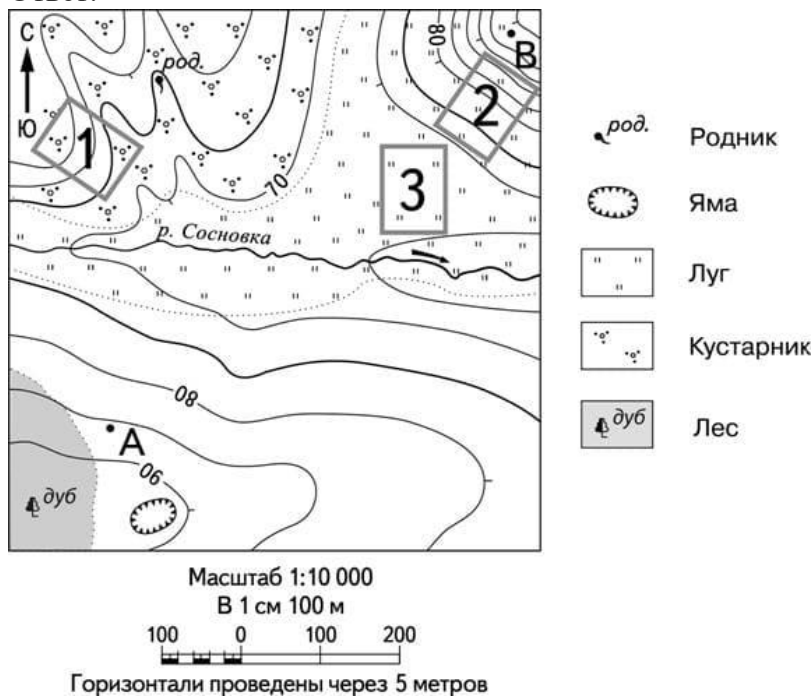 С
Ю
род.
80
В
1
2
3
70
р. Сосновка
80
А
90
дуб
род. Родник
Яма
Луг
Кустарник
дуб Лес
Масштаб 1:10 000
В 1 см 100 м
100 0 100 200
Горизонтали проведены через 5 метров